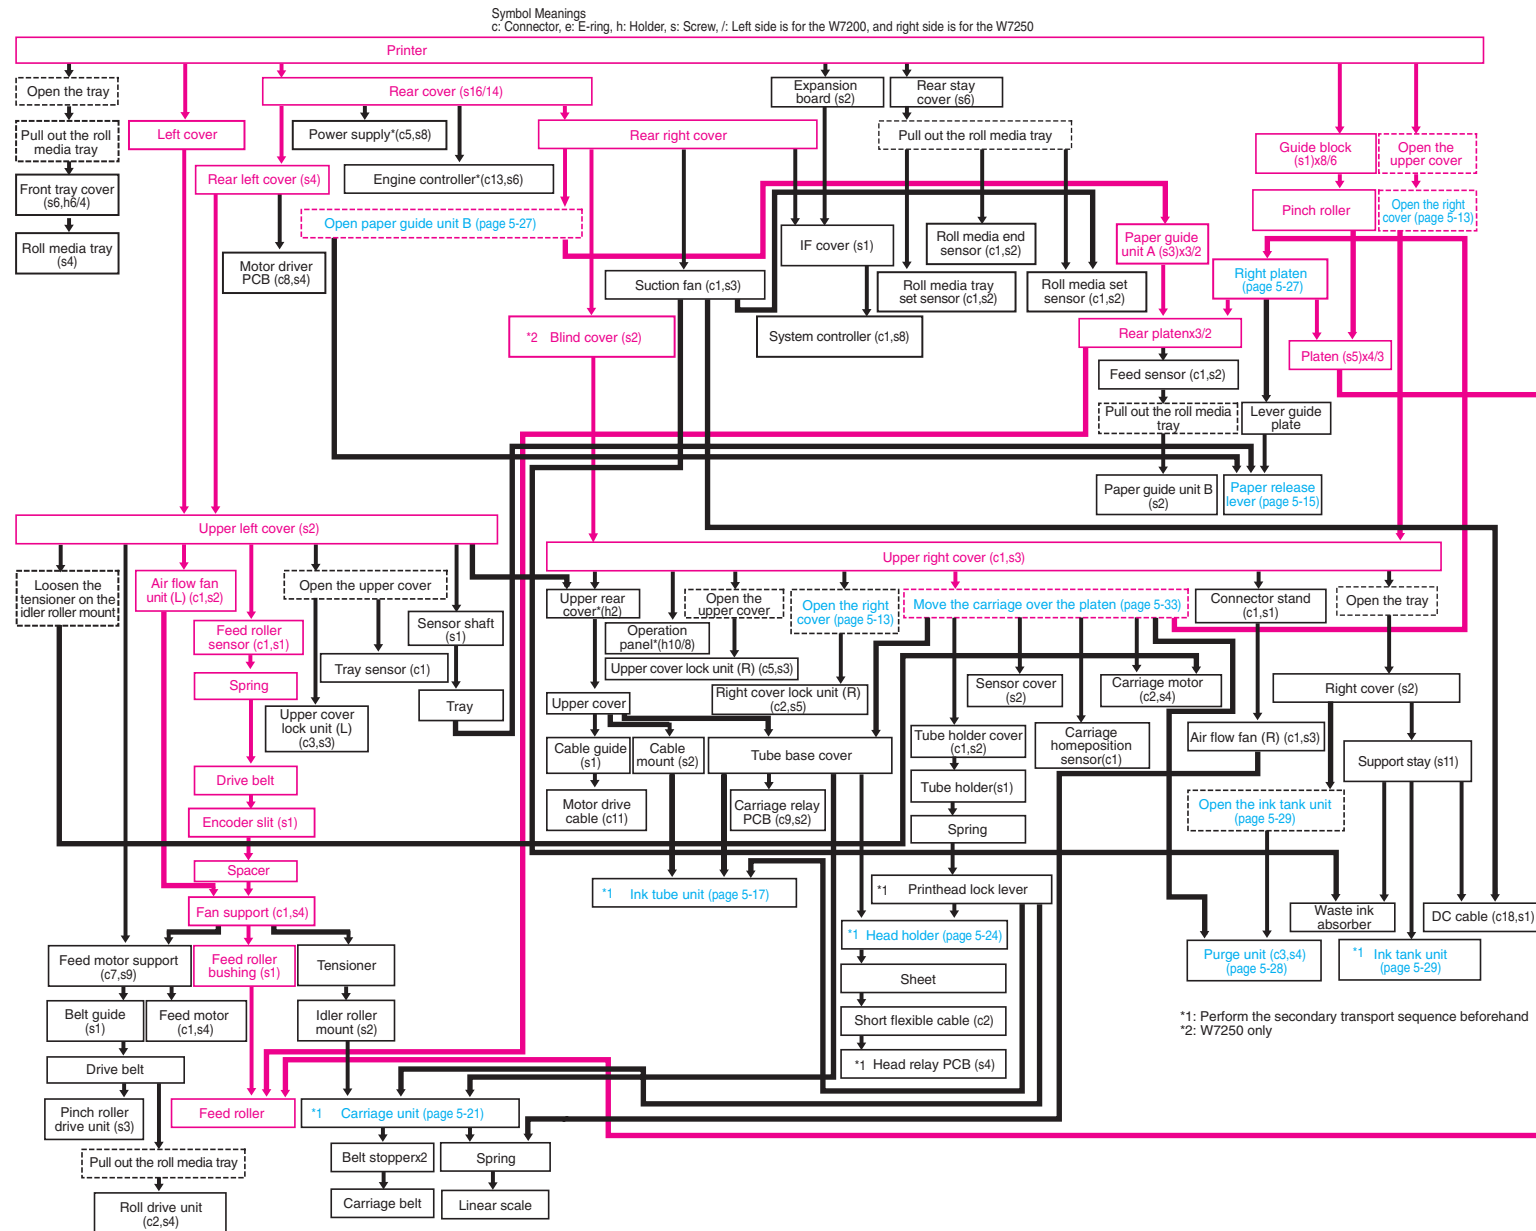 Symbol Meanings
c: Connector, e: E-ring, h: Holder, s: Screw, /: Left side is for the W7200, and right side is for the W7250
Printer
Open the tray
Rear cover (s16/14)
Expansion
board (s2)
Rear stay
cover (s6)
Pull out the roll
media tray
Left cover
Power supply*(c5,s8)
Rear right cover
Pull out the roll media tray
Guide block
(s1)x8/6
Open the
upper cover
Front tray cover
(s6,h6/4)
Rear left cover (s4)
Engine controller*(c13,s6)
Pinch roller
Open the right
cover (page 5-13)
Open paper guide unit B (page 5-27)
Roll media tray
(s4)
Motor driver
PCB (c8,s4)
IF cover (s1)
Roll media end
sensor (c1,s2)
Paper guide
unit A (s3)x3/2
Suction fan (c1,s3)
Roll media tray
set sensor (c1,s2)
Roll media set
sensor (c1,s2)
Right platen
(page 5-27)
*2 Blind cover (s2)
System controller (c1,s8)
Rear platenx3/2
Platen (s5)x4/3
Feed sensor (c1,s2)
Pull out the roll media
tray
Lever guide
plate
Paper guide unit B
(s2)
Paper release
lever (page 5-15)
Upper left cover (s2)
Upper right cover (c1,s3)
Loosen the
tensioner on the
idler roller mount
Air flow fan
unit (L) (c1,s2)
Open the upper cover
Upper rear
cover*(h2)
Open the
upper cover
Open the right
cover (page 5-13)
Move the carriage over the platen (page 5-33)
Connector stand
(c1,s1)
Open the tray
Feed roller
sensor (c1,s1)
Sensor shaft
(s1)
Operation
panel*(h10/8)
Tray sensor (c1)
Upper cover lock unit (R) (c5,s3)
Spring
Right cover lock unit (R)
(c2,s5)
Sensor cover
(s2)
Carriage motor
(c2,s4)
Right cover (s2)
Upper cover
lock unit (L)
(c3,s3)
Tray
Upper cover
Cable guide
(s1)
Cable
mount (s2)
Tube base cover
Tube holder cover
(c1,s2)
Carriage
homeposition
sensor(c1)
Air flow fan (R) (c1,s3)
Support stay (s11)
Drive belt
Tube holder(s1)
Motor drive
cable (c11)
Carriage relay
PCB (c9,s2)
Open the ink tank unit
(page 5-29)
Encoder slit (s1)
Spring
Spacer
*1 Ink tube unit (page 5-17)
*1 Printhead lock lever
Fan support (c1,s4)
Waste ink
absorber
DC cable (c18,s1)
*1 Head holder (page 5-24)
Feed motor support
(c7,s9)
Feed roller
bushing (s1)
Tensioner
Purge unit (c3,s4)
(page 5-28)
*1 Ink tank unit
(page 5-29)
Sheet
Belt guide
(s1)
Feed motor
(c1,s4)
Idler roller
mount (s2)
Short flexible cable (c2)
*1: Perform the secondary transport sequence beforehand
*2: W7250 only
Drive belt
*1 Head relay PCB (s4)
Pinch roller
drive unit (s3)
Feed roller
*1 Carriage unit (page 5-21)
Pull out the roll media tray
Belt stopperx2
Spring
Roll drive unit
(c2,s4)
Carriage belt
Linear scale